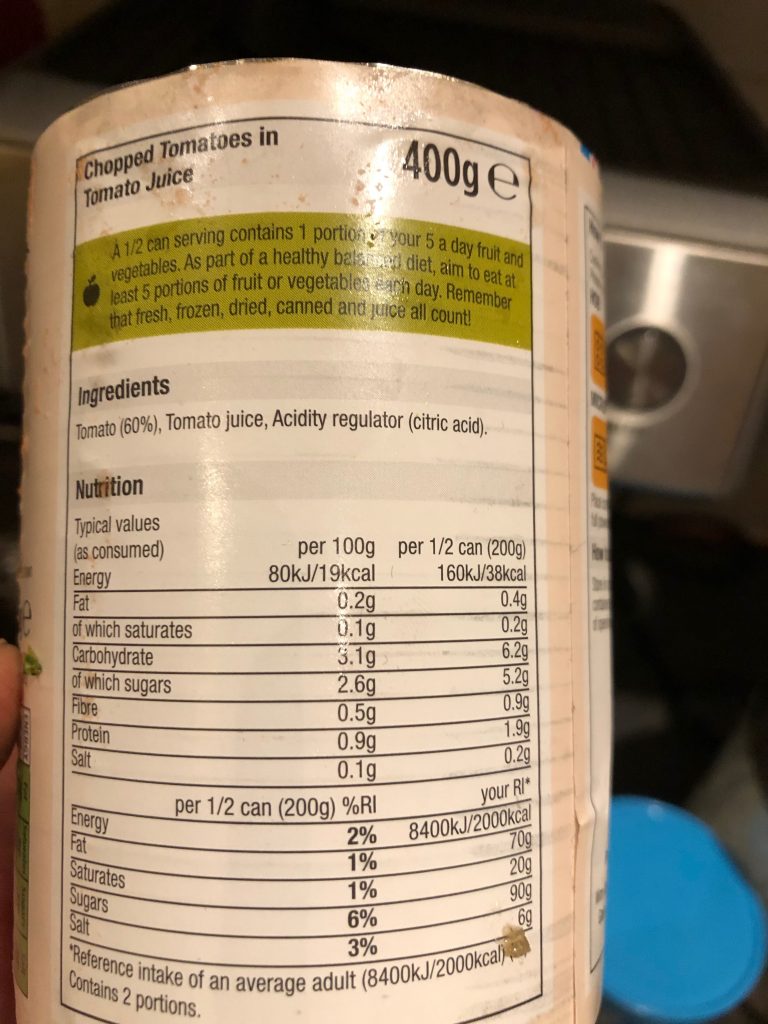 Chopped Tomatoes in
Tomato Juice
400g e
A 1/2 can serving contains 1 portion of your 5 a day fruit and
vegetables. As part of a healthy balanced diet, aim to eat at
least 5 portions of fruit or vegetables each day. Remember
that fresh, frozen, dried, canned and juice all count!
Ingredients
Tomato (60%), Tomato juice, Acidity regulator (citric acid).
Nutrition
Typical values
(as consumed) per 100g per 1/2 can (200g)
Energy 80kJ/19kcal 160kJ/38kcal
Fat 0.2g 0.4g
of which saturates 0.1g 0.2g
Carbohydrate 3.1g 6.2g
of which sugars 2.6g 5.2g
Fibre 0.5g 0.9g
Protein 0.9g 1.9g
Salt 0.1g 0.2g
per 1/2 can (200g) %RI your RI*
Energy 2% 8400kJ/2000kcal
Fat 1% 70g
Saturates 1% 20g
Sugars 6% 90g
Salt 3% 6g
*Reference intake of an average adult (8400kJ/2000kcal)
Contains 2 portions.